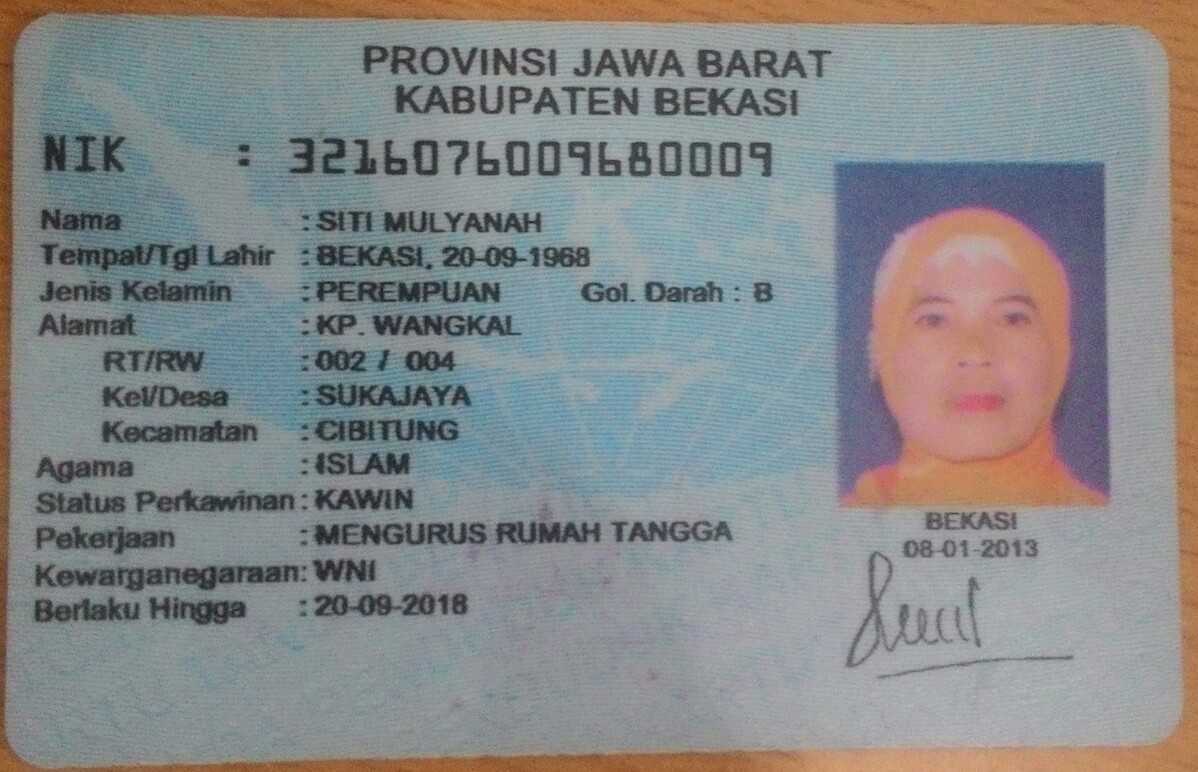 PROVINSI JAWA BARAT
KABUPATEN BEKASI
NIK : 3216076009680009
Nama : SITI MULYANAH
Tempat/Tgl Lahir : BEKASI, 20-09-1968
Jenis Kelamin : PEREMPUAN Gol. Darah : B
Alamat : KP. WANGKAL
RT/RW : 002 / 004
Kel/Desa : SUKAJAYA
Kecamatan : CIBITUNG
Agama : ISLAM
Status Perkawinan : KAWIN
Pekerjaan : MENGURUS RUMAH TANGGA
Kewarganegaraan: WNI
Berlaku Hingga : 20-09-2018
BEKASI
08-01-2013